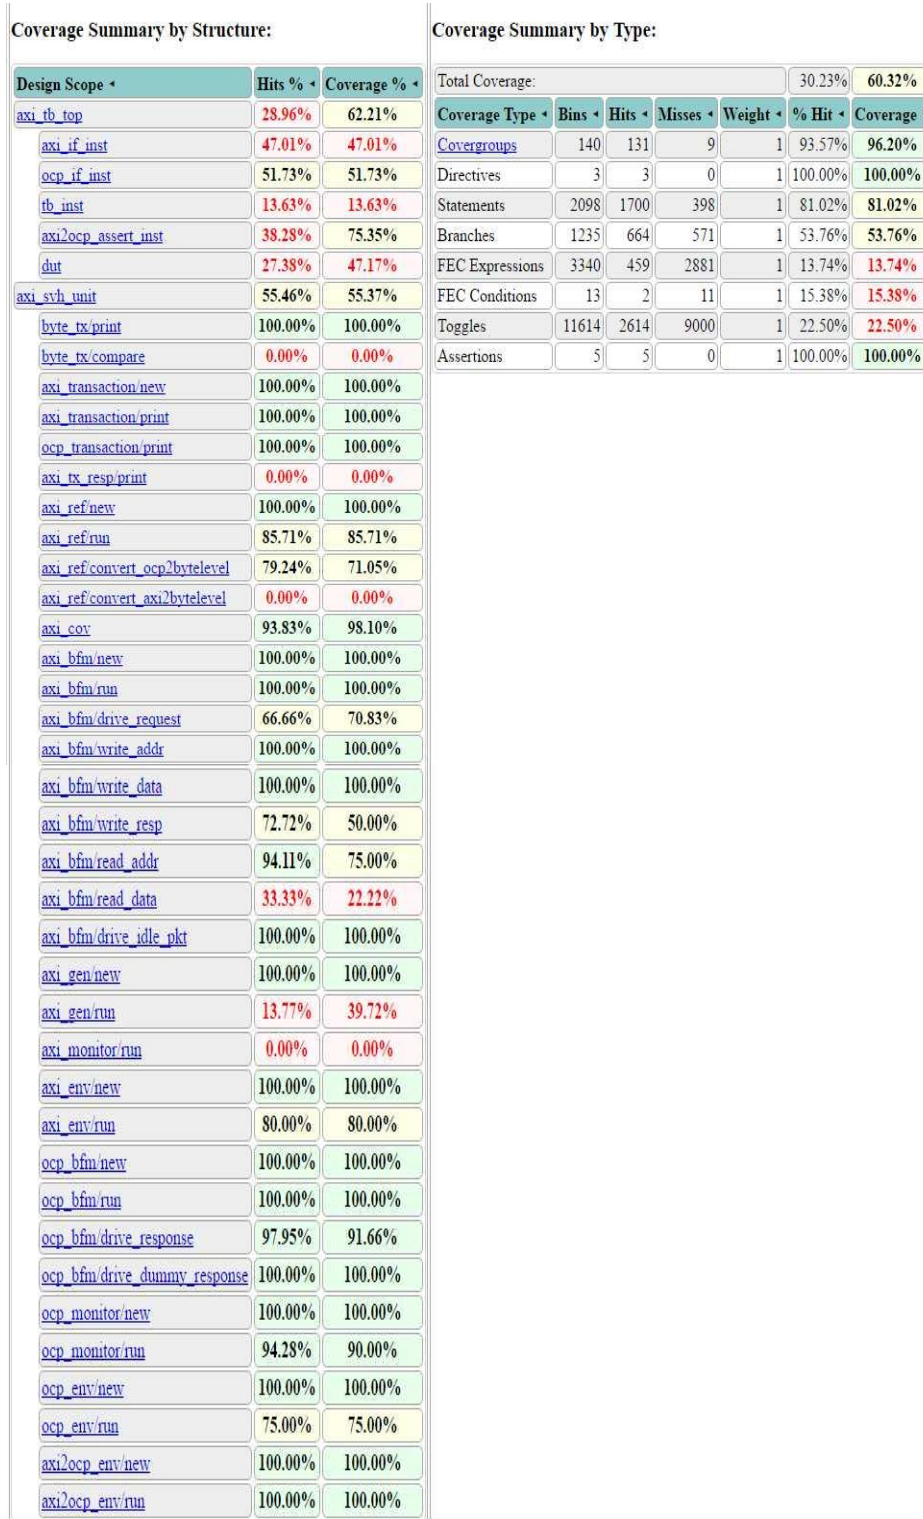 Coverage Summary by Structure:
Design Scope Hits % Coverage %
axi_tb_top 28.96% 62.21%
axi_if_inst 47.01% 47.01%
ocp_if_inst 51.73% 51.73%
tb_inst 13.63% 13.63%
axi2ocp_assert_inst 38.28% 75.35%
dut 27.38% 47.17%
axi_svh_unit 55.46% 55.37%
byte_tx/print 100.00% 100.00%
byte_tx/compare 0.00% 0.00%
axi_transaction/new 100.00% 100.00%
axi_transaction/print 100.00% 100.00%
ocp_transaction/print 100.00% 100.00%
axi_tx_resp/print 0.00% 0.00%
axi_ref/new 100.00% 100.00%
axi_ref/run 85.71% 85.71%
axi_ref/convert_ocp2bytelevel 79.24% 71.05%
axi_ref/convert_axi2bytelevel 0.00% 0.00%
axi_cov 93.83% 98.10%
axi_bfm/new 100.00% 100.00%
axi_bfm/run 100.00% 100.00%
axi_bfm/drive_request 66.66% 70.83%
axi_bfm/write_addr 100.00% 100.00%
axi_bfm/write_data 100.00% 100.00%
axi_bfm/write_resp 72.72% 50.00%
axi_bfm/read_addr 94.11% 75.00%
axi_bfm/read_data 33.33% 22.22%
axi_bfm/drive_idle_pkt 100.00% 100.00%
axi_gen/new 100.00% 100.00%
axi_gen/run 13.77% 39.72%
axi_monitor/run 0.00% 0.00%
axi_env/new 100.00% 100.00%
axi_env/run 80.00% 80.00%
ocp_bfm/new 100.00% 100.00%
ocp_bfm/run 100.00% 100.00%
ocp_bfm/drive_response 97.95% 91.66%
ocp_bfm/drive_dummy_response 100.00% 100.00%
ocp_monitor/new 100.00% 100.00%
ocp_monitor/run 94.28% 90.00%
ocp_env/new 100.00% 100.00%
ocp_env/run 75.00% 75.00%
axi2ocp_env/new 100.00% 100.00%
axi2ocp_env/run 100.00% 100.00%
Coverage Summary by Type:
Total Coverage: 30.23% 60.32%
Coverage Type Bins Hits Misses Weight % Hit Coverage
Covergroups 140 131 9 1 93.57% 96.20%
Directives 3 3 0 1 100.00% 100.00%
Statements 2098 1700 398 1 81.02% 81.02%
Branches 1235 664 571 1 53.76% 53.76%
FEC Expressions 3340 459 2881 1 13.74% 13.74%
FEC Conditions 13 2 11 1 15.38% 15.38%
Toggles 11614 2614 9000 1 22.50% 22.50%
Assertions 5 5 0 1 100.00% 100.00%